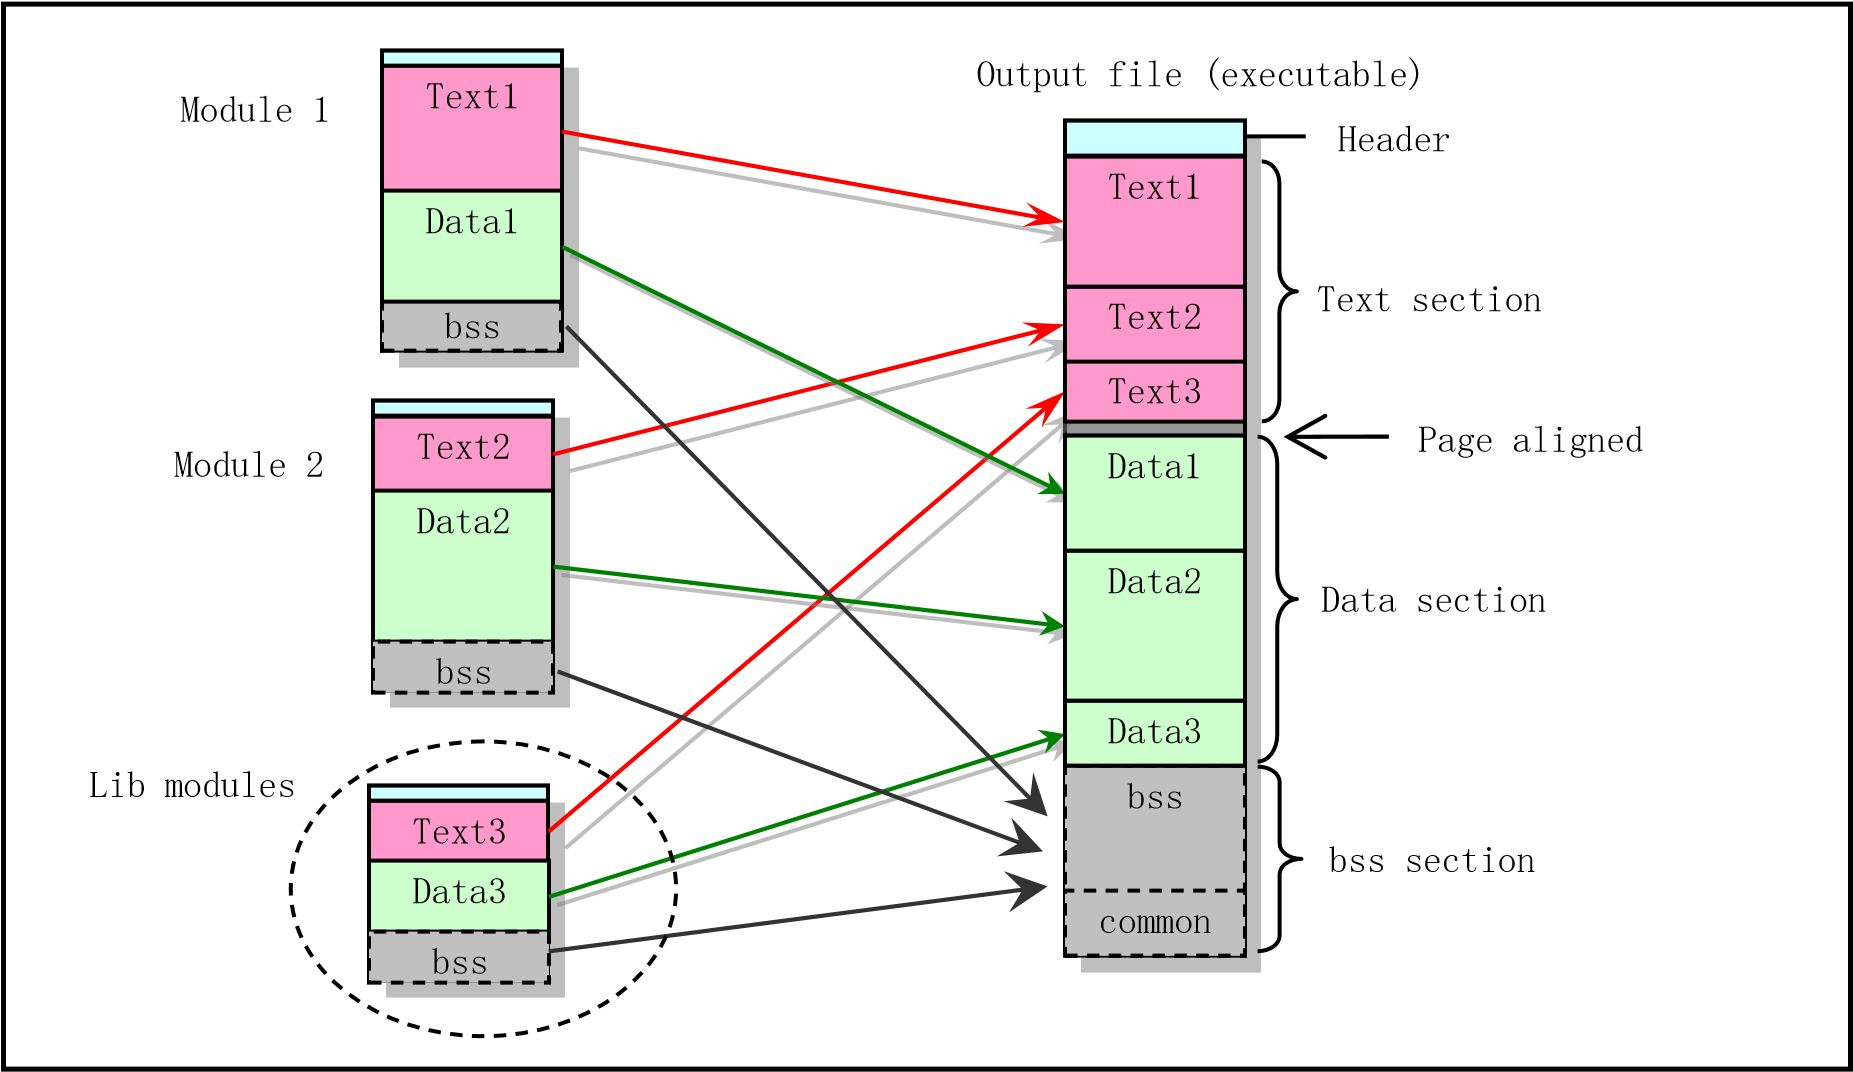 Module 1
Text1
Data1
bss
Module 2
Text2
Data2
bss
Lib modules
Text3
Data3
bss
Output file (executable)
Header
Text1
Text2
Text3
Text section
Page aligned
Data1
Data2
Data3
Data section
bss
common
bss section